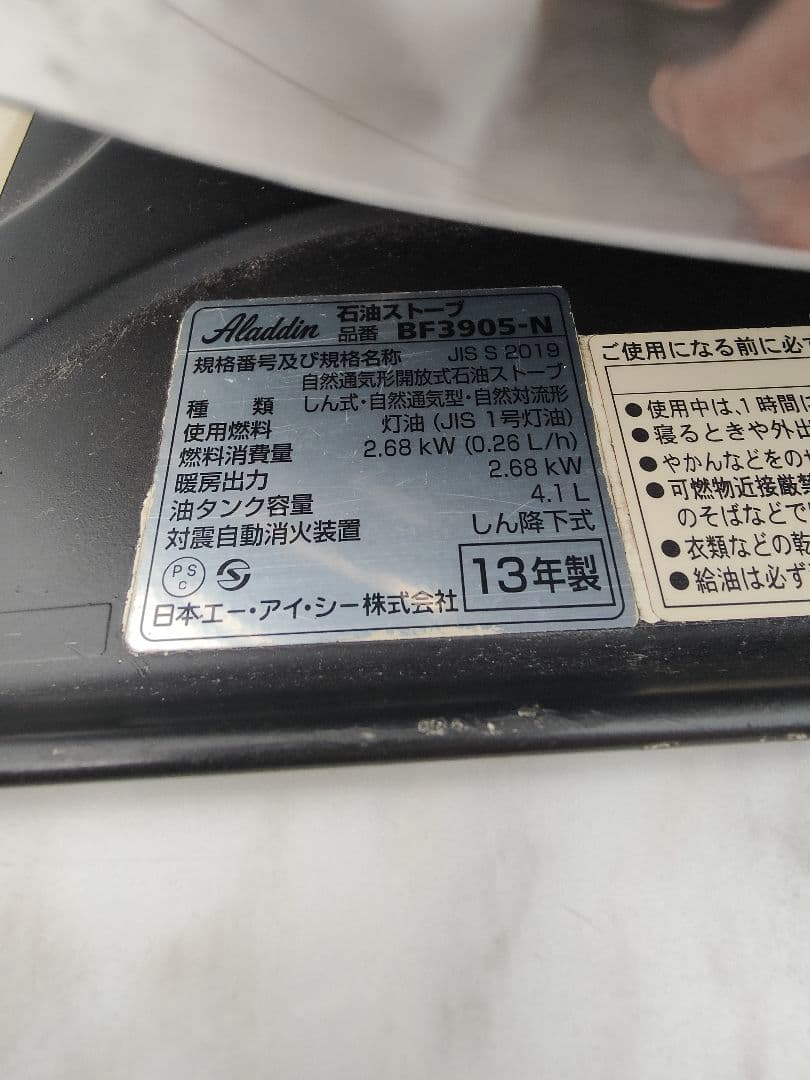 Aladdin 石油ストーブ
品番 BF3905-N
規格番号及び規格名称 JIS S 2019
自然通気形開放式石油ストーブ
種類 しん式・自然通気型・自然対流形
使用燃料 灯油 (JIS 1号灯油)
燃料消費量 2.68 kW (0.26 L/h)
暖房出力 2.68 kW
油タンク容量 4.1 L
対震自動消火装置 しん降下式
PS
C
13年製
日本エー・アイ・シー株式会社
ご使用になる前に必ず
●使用中は、1時間に
●寝るときや外出
●やかんなどをのせ
●可燃物近接厳禁
のそばなどで
●衣類などの乾
●給油は必ず